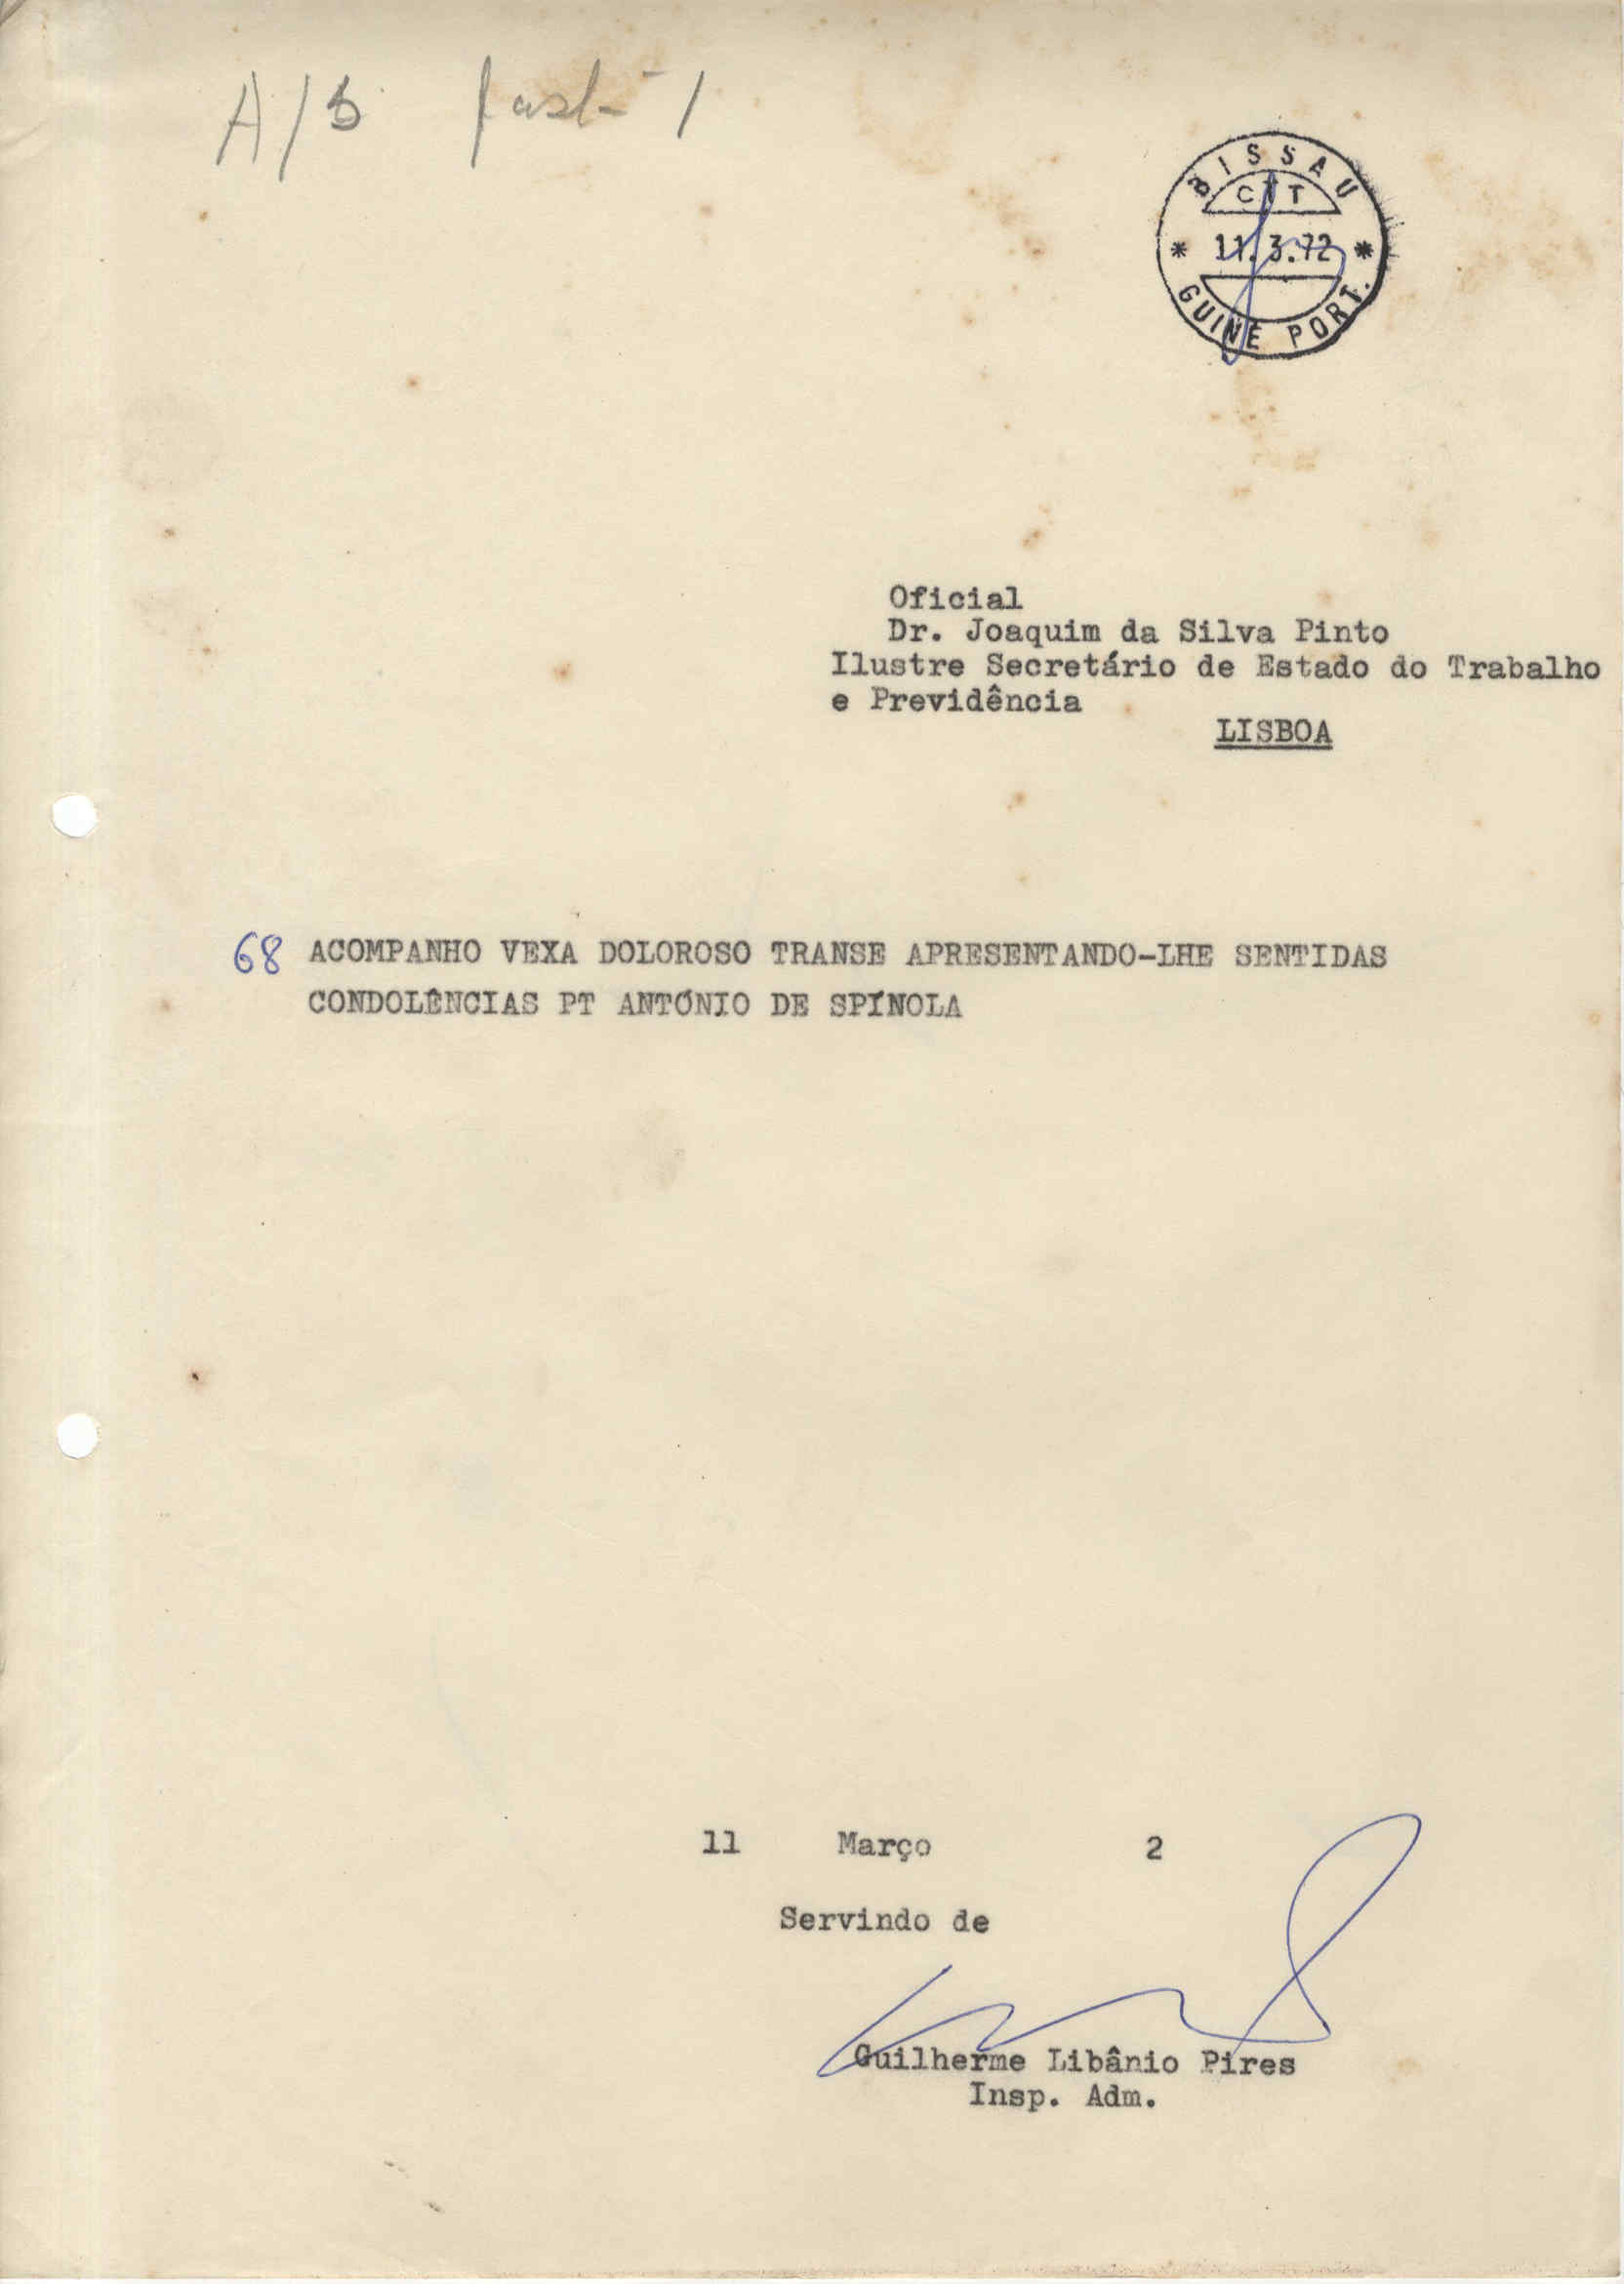 A/5 1
BISSAU
CTT
11.3.72
GUINÉ PORT.
Oficial
Dr. Joaquim da Silva Pinto
Ilustre Secretário de Estado do Trabalho
e Previdência
LISBOA
68 ACOMPANHO VEXA DOLOROSO TRANSE APRESENTANDO-LHE SENTIDAS
CONDOLÊNCIAS PT ANTÓNIO DE SPÍNOLA
11 Março 2
Servindo de
Guilherme Libânio Pires
Insp. Adm.